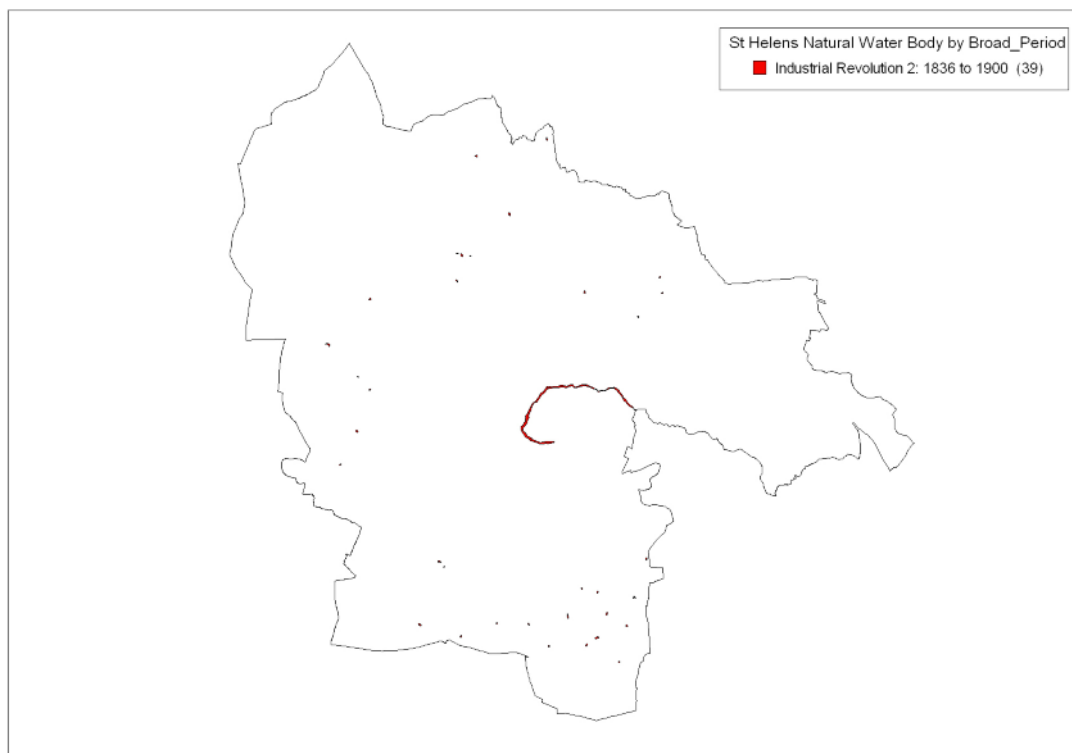 St Helens Natural Water Body by Broad_Period
Industrial Revolution 2: 1836 to 1900 (39)